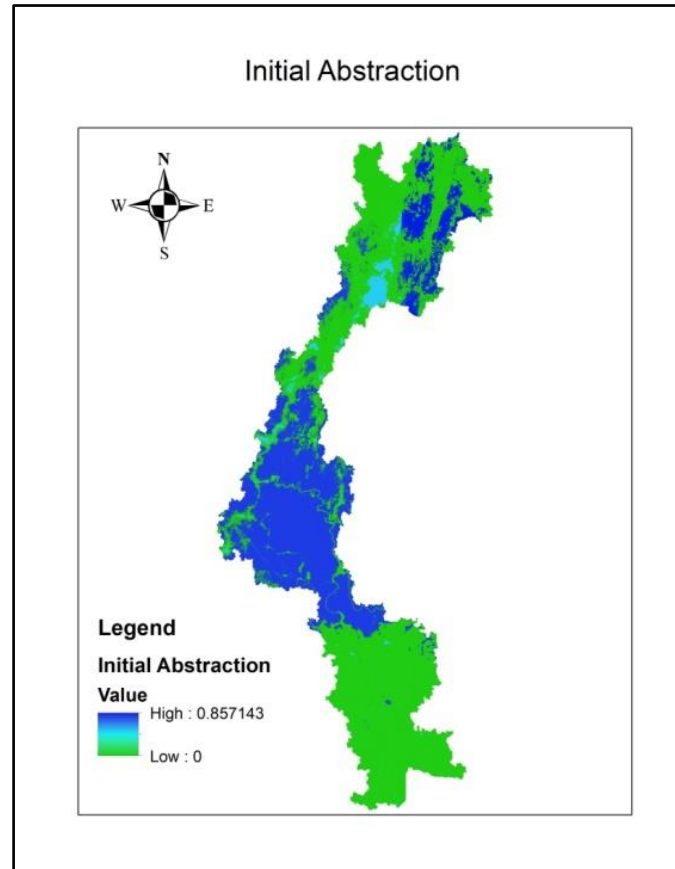 Initial Abstraction
N
W E
S
Legend
Initial Abstraction
Value
High : 0.857143
Low : 0